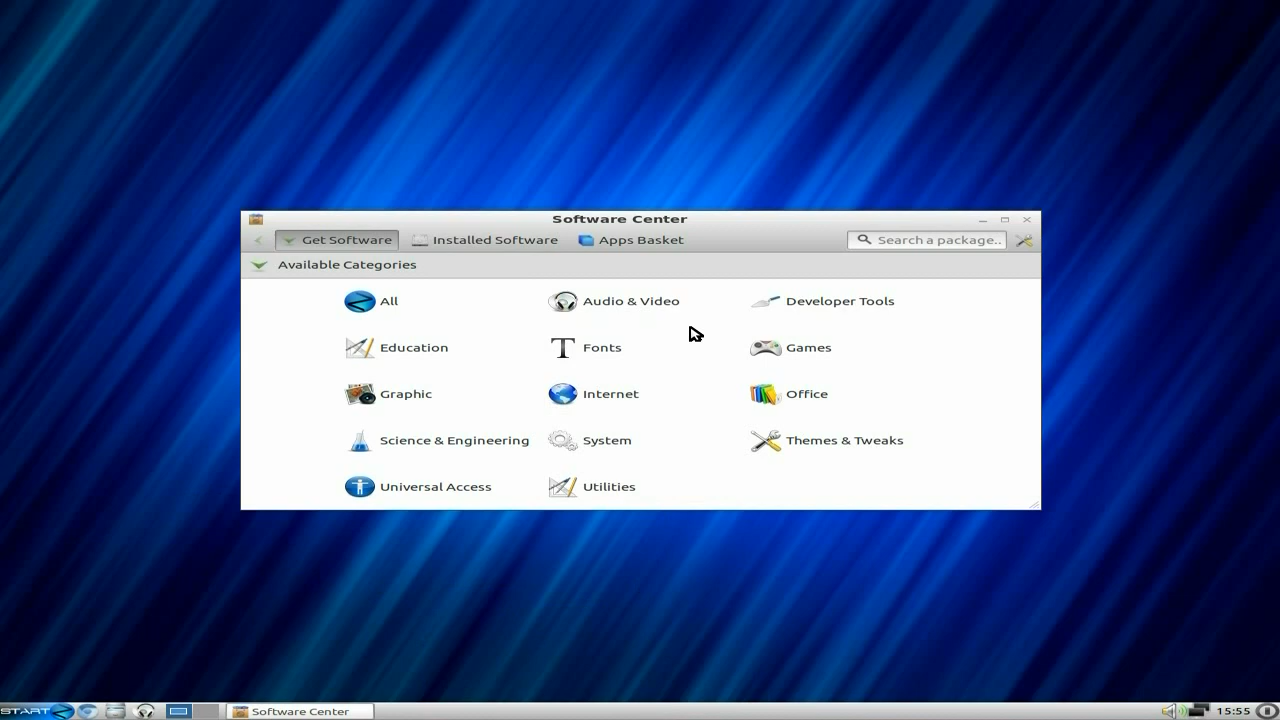 Software Center
Get Software Installed Software Apps Basket Search a package..
Available Categories
All Audio & Video Developer Tools
Education Fonts Games
Graphic Internet Office
Science & Engineering System Themes & Tweaks
Universal Access Utilities
START Software Center 15:55